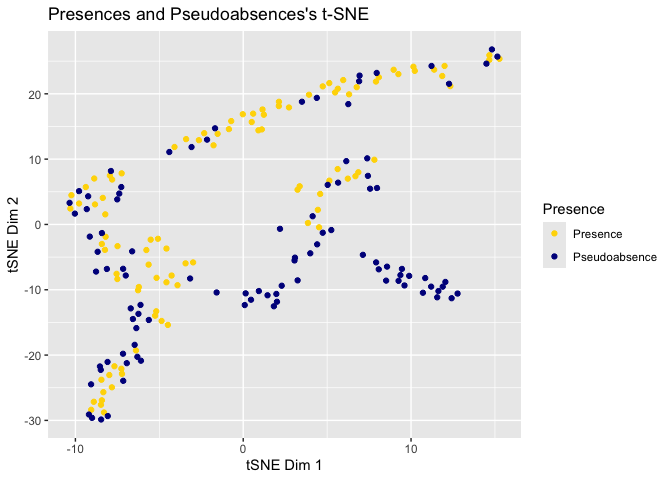 Presences and Pseudoabsences's t-SNE
tSNE Dim 2
20
10
0
-10
-20
-30
-10
0
10
tSNE Dim 1
Presence
Presence
Pseudoabsence